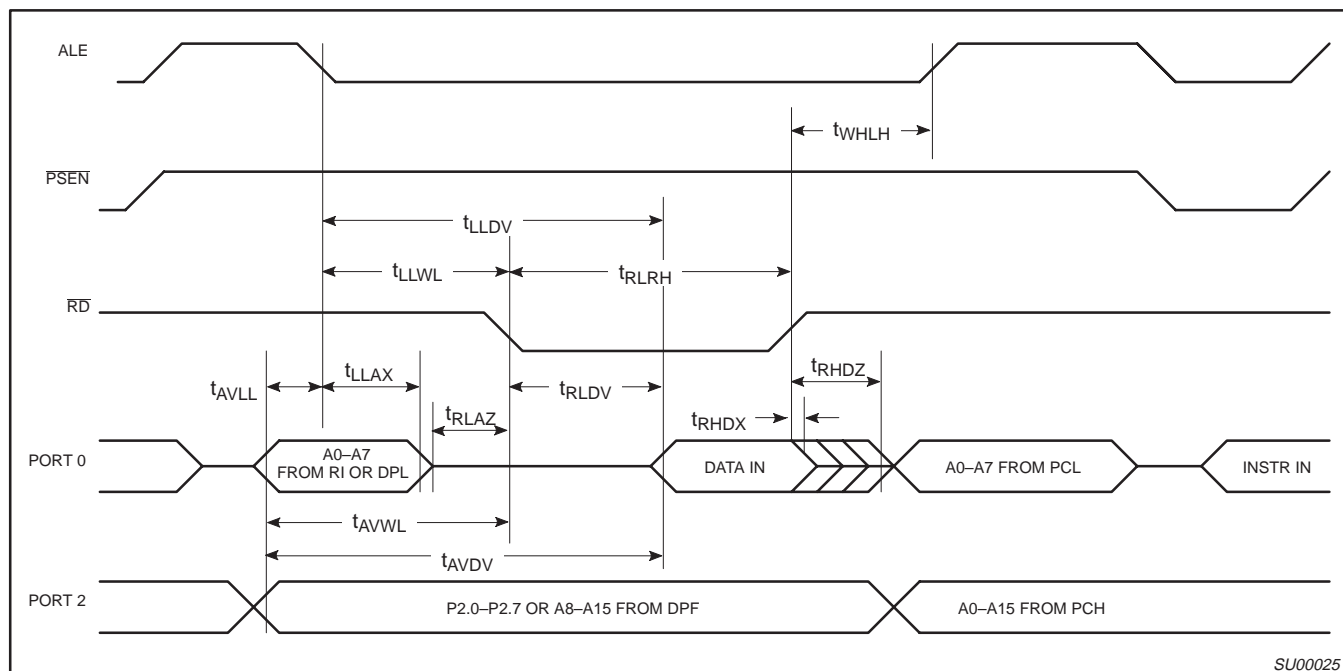 ALE
tWHLH
PSEN
tLLDV
tLLWL
tRLRH
RD
tAVLL
tLLAX
tRLDV
tRHDZ
tRLAZ
tRHDX
PORT 0
A0–A7
FROM RI OR DPL
DATA IN
A0–A7 FROM PCL
INSTR IN
tAVWL
tAVDV
PORT 2
P2.0–P2.7 OR A8–A15 FROM DPF
A0–A15 FROM PCH
SU00025